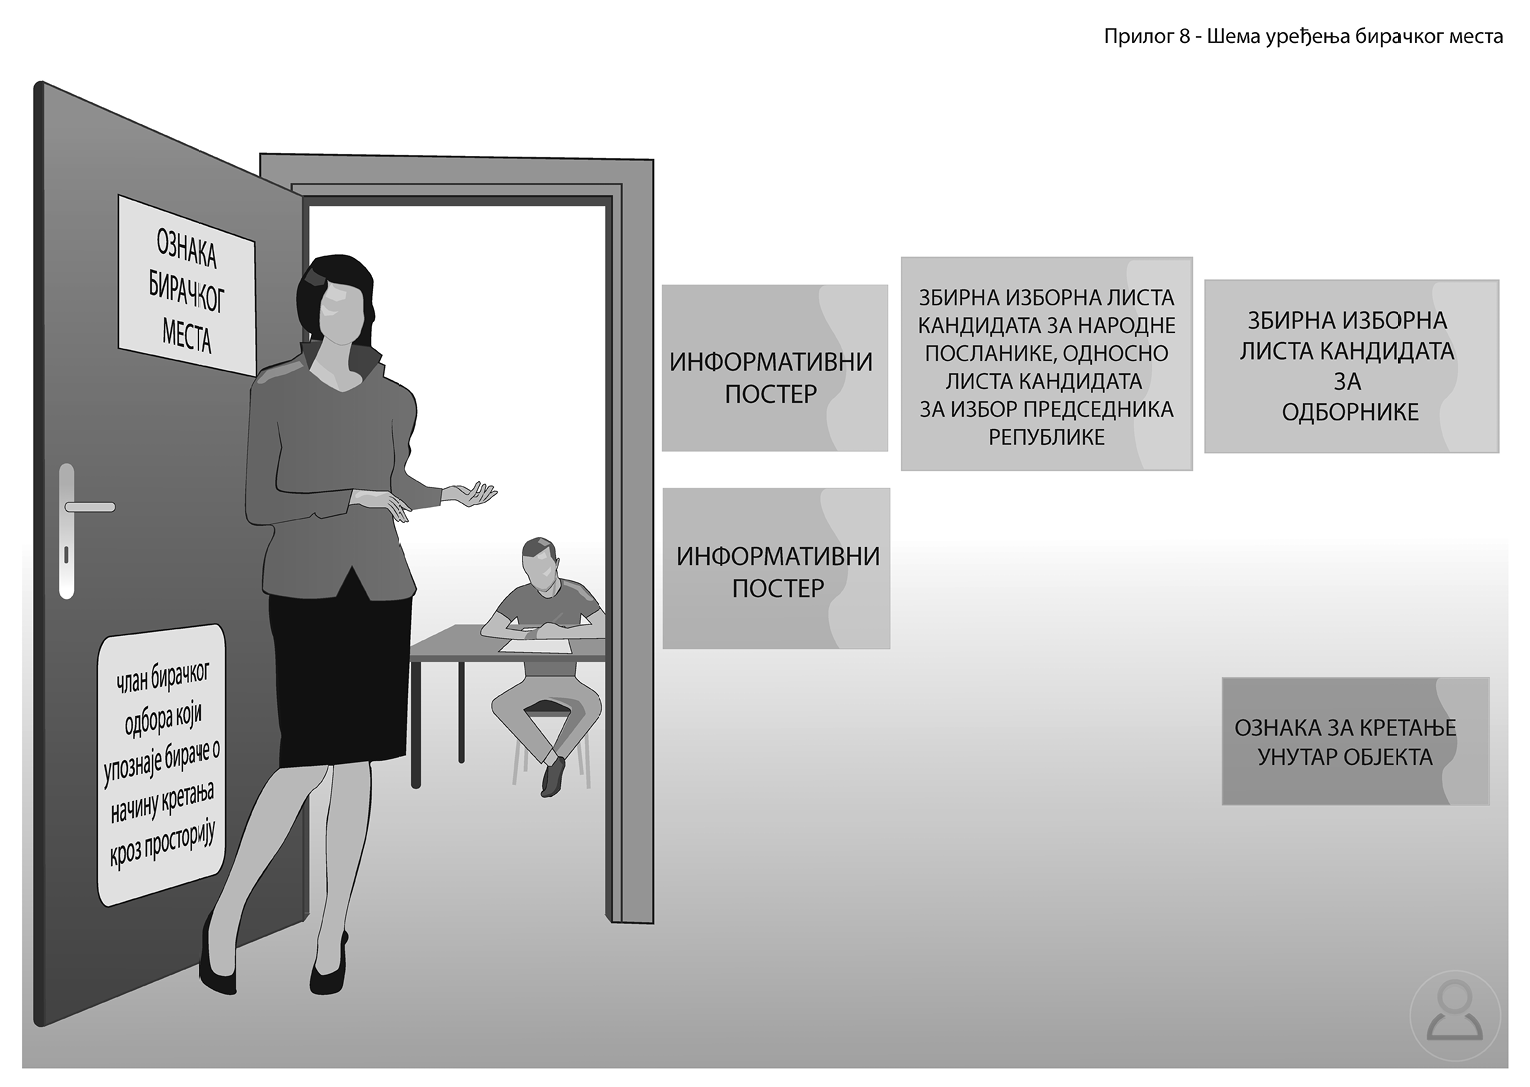 Прилог 8 - Шема уређења бирачког места
ОЗНАКА
БИРАЧКОГ
МЕСТА
члан бирачког
одбора који
упознаје бираче о
начину кретања
кроз просторију
ИНФОРМАТИВНИ
ПОСТЕР
ИНФОРМАТИВНИ
ПОСТЕР
ЗБИРНА ИЗБОРНА ЛИСТА
КАНДИДАТА ЗА НАРОДНЕ
ПОСЛАНИКЕ, ОДНОСНО
ЛИСТА КАНДИДАТА
ЗА ИЗБОР ПРЕДСЕДНИКА
РЕПУБЛИКЕ
ЗБИРНА ИЗБОРНА
ЛИСТА КАНДИДАТА
ЗА
ОДБОРНИКЕ
ОЗНАКА ЗА КРЕТАЊЕ
УНУТАР ОБЈЕКТА